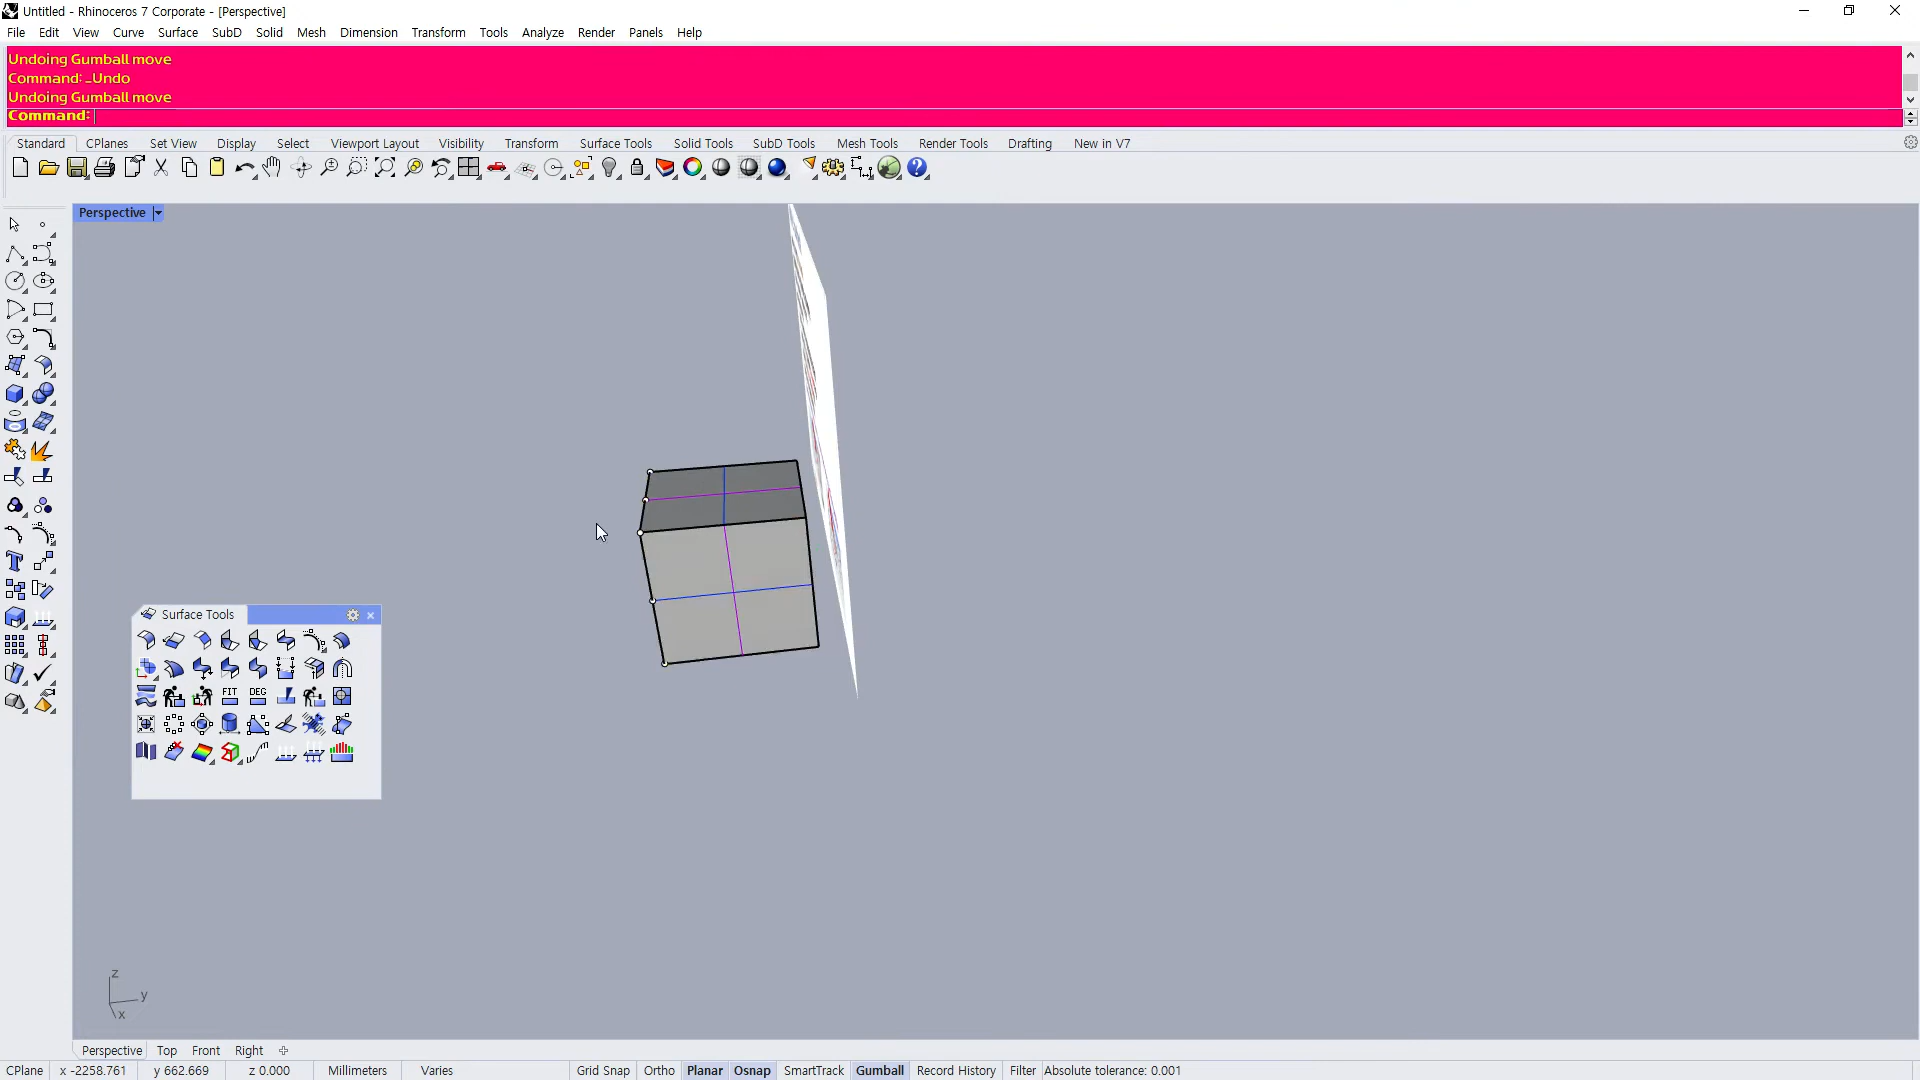 Untitled - Rhinoceros 7 Corporate - [Perspective]
File Edit View Curve Surface SubD Solid Mesh Dimension Transform Tools Analyze Render Panels Help
Undoing Gumball move
Command: _Undo
Undoing Gumball move
Command:
Standard CPlanes Set View Display Select Viewport Layout Visibility Transform Surface Tools Solid Tools SubD Tools Mesh Tools Render Tools Drafting New in V7
Perspective
Surface Tools
FIT DEG
z
y
x
Perspective Top Front Right
CPlane x -2258.761 y 662.669 z 0.000 Millimeters Varies Grid Snap Ortho Planar Osnap SmartTrack Gumball Record History Filter Absolute tolerance: 0.001